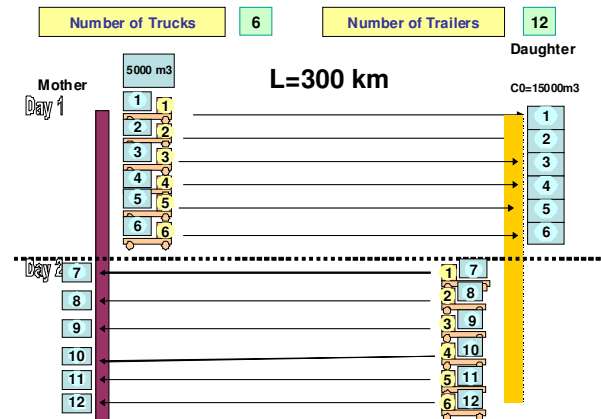 Number of Trucks 6 Number of Trailers 12
Daughter
5000 m3
L=300 km
Mother
C0=15000m3
Day 1
1 1 1
2 2 2
3 3 3
4 4 4
5 5 5
6 6 6
Day 2
7 1 7
8 2 8
9 3 9
10 4 10
11 5 11
12 6 12